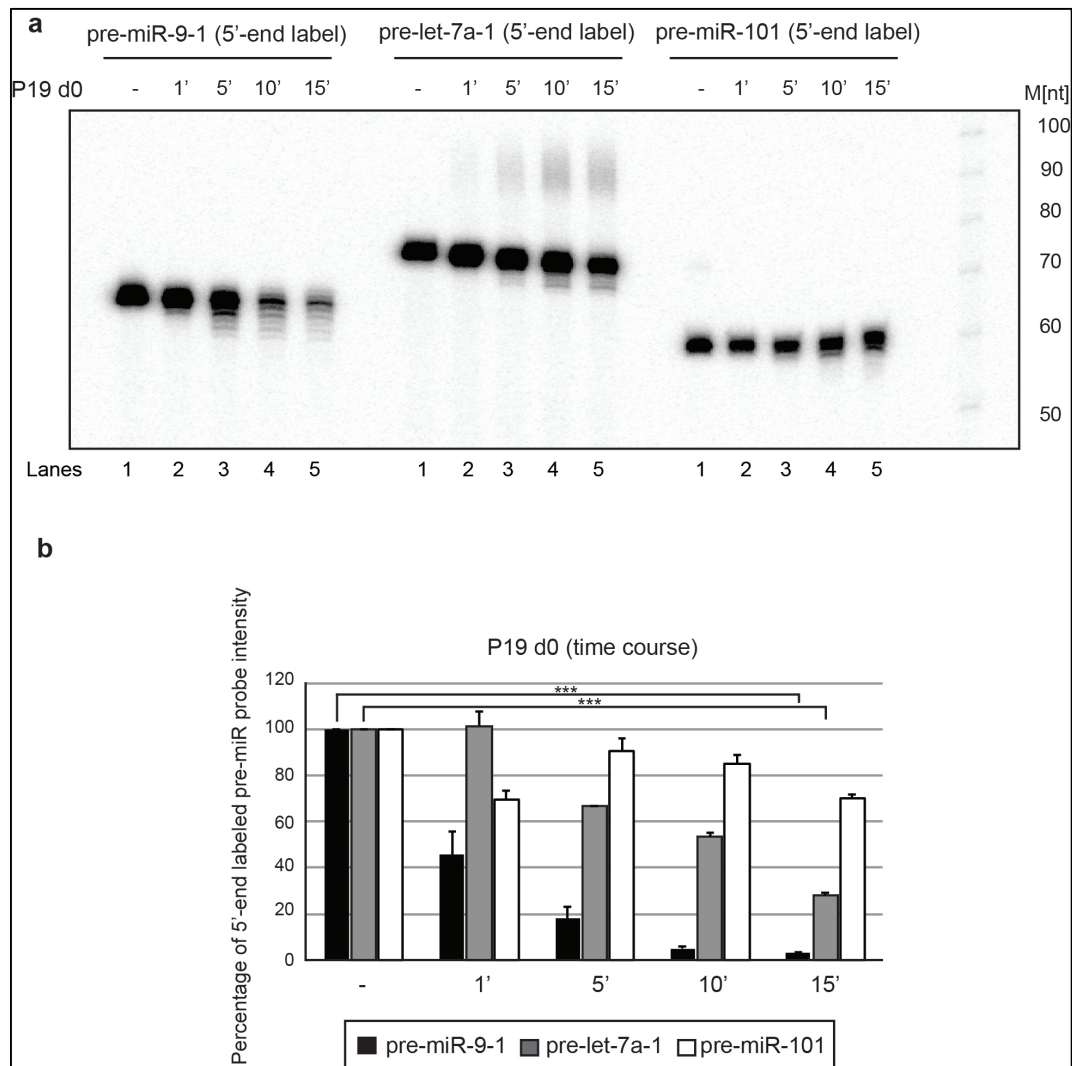 a
pre-miR-9-1 (5’-end label) pre-let-7a-1 (5’-end label) pre-miR-101 (5’-end label)
P19 d0 - 1’ 5’ 10’ 15’ - 1’ 5’ 10’ 15’ - 1’ 5’ 10’ 15’
M[nt]
100
90
80
70
60
50
Lanes 1 2 3 4 5 1 2 3 4 5 1 2 3 4 5
b
P19 d0 (time course)
Percentage of 5’-end labeled pre-miR probe intensity
120
***
***
100
80
60
40
20
0
- 1’ 5’ 10’ 15’
pre-miR-9-1 pre-let-7a-1 pre-miR-101